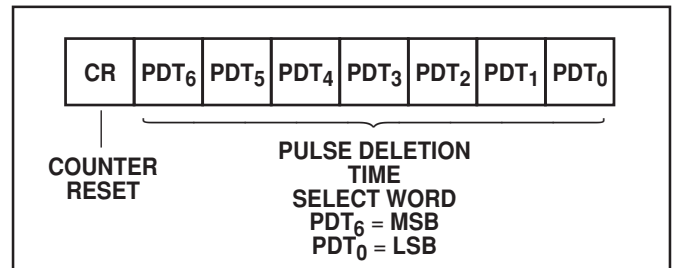 CR PDT6 PDT5 PDT4 PDT3 PDT2 PDT1 PDT0
COUNTER
RESET
PULSE DELETION
TIME
SELECT WORD
PDT6 = MSB
PDT0 = LSB